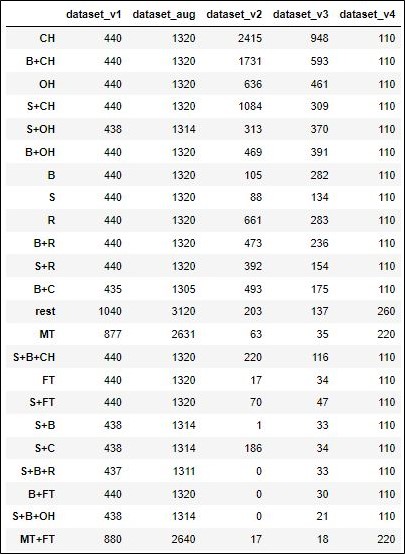 dataset_v1 dataset_aug dataset_v2 dataset_v3 dataset_v4
CH 440 1320 2415 948 110
B+CH 440 1320 1731 593 110
OH 440 1320 636 461 110
S+CH 440 1320 1084 309 110
S+OH 438 1314 313 370 110
B+OH 440 1320 469 391 110
B 440 1320 105 282 110
S 440 1320 88 134 110
R 440 1320 661 283 110
B+R 440 1320 473 236 110
S+R 440 1320 392 154 110
B+C 435 1305 493 175 110
rest 1040 3120 203 137 260
MT 877 2631 63 35 220
S+B+CH 440 1320 220 116 110
FT 440 1320 17 34 110
S+FT 440 1320 70 47 110
S+B 438 1314 1 33 110
S+C 438 1314 186 34 110
S+B+R 437 1311 0 33 110
B+FT 440 1320 0 30 110
S+B+OH 438 1314 0 21 110
MT+FT 880 2640 17 18 220